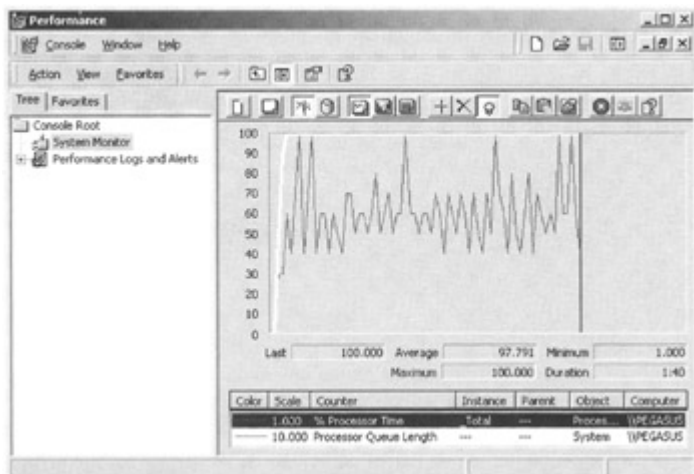 Performance
Console Window Help
Action View Favorites
Tree Favorites
Console Root
System Monitor
Performance Logs and Alerts
100
90
80
70
60
50
40
30
20
10
0
Last 100.000 Average 97.791 Minimum 1.000
Maximum 100.000 Duration 1:40
Color Scale Counter Instance Parent Object Computer
1.000 % Processor Time _Total --- Proces... \\PEGASUS
10.000 Processor Queue Length --- --- System \\PEGASUS